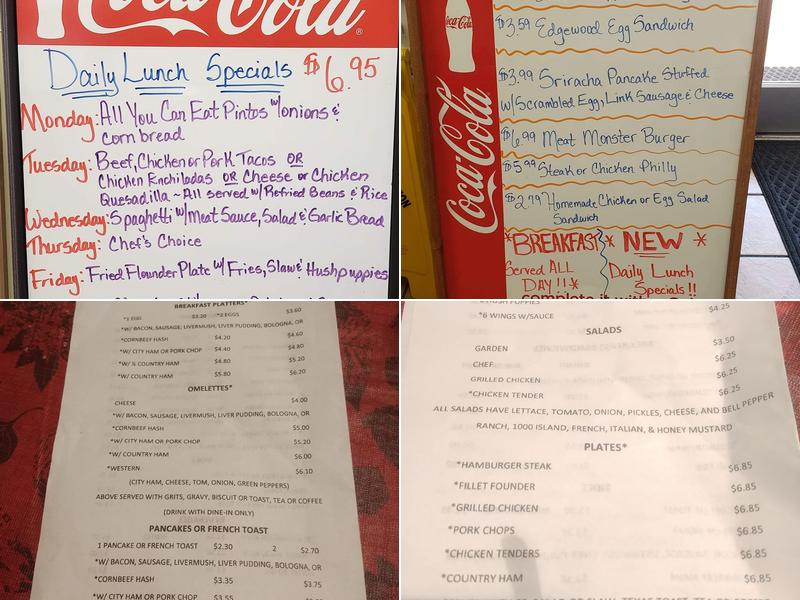 Coca-Cola
Daily Lunch Specials $6.95
Monday: All You Can Eat Pintos w/onions &
corn bread
Tuesday: Beef, Chicken or Pork Tacos OR
Chicken Enchiladas OR Cheese or Chicken
Quesadilla ~ All served w/Refried Beans & Rice
Wednesday: Spaghetti w/Meat Sauce, Salad & Garlic Bread
Thursday: Chef's Choice
Friday: Fried Flounder Plate w/ Fries, Slaw & Hushpuppies
Coca-Cola
Coca-Cola
$3.59 Edgewood Egg Sandwich
$3.99 Sriracha Pancake Stuffed
w/Scrambled Egg, Link Sausage & Cheese
$6.99 Meat Monster Burger
$5.99 Steak or Chicken Philly
$2.79 Homemade Chicken or Egg Salad
Sandwich
*BREAKFAST*
Served ALL
DAY!!*
NEW *
Daily Lunch
Specials!!
BREAKFAST PLATTERS*
*1 EGG $3.20 *2 EGGS $3.60
*W/ BACON, SAUSAGE, LIVERMUSH, LIVER PUDDING, BOLOGNA, OR
*CORNBEEF HASH $4.20 $4.60
*W/ CITY HAM OR PORK CHOP $4.40 $4.80
*W/ ½ COUNTRY HAM $4.80 $5.20
*W/ COUNTRY HAM $5.80 $6.20
OMELETTES*
CHEESE $4.00
*W/ BACON, SAUSAGE, LIVERMUSH, LIVER PUDDING, BOLOGNA, OR
*CORNBEEF HASH $5.00
*W/ CITY HAM OR PORK CHOP $5.20
*W/ COUNTRY HAM $6.00
*WESTERN $6.10
(CITY HAM, CHEESE, TOM, ONION, GREEN PEPPERS)
ABOVE SERVED WITH GRITS, GRAVY, BISCUIT OR TOAST, TEA OR COFFEE
(DRINK WITH DINE-IN ONLY)
PANCAKES OR FRENCH TOAST
1 PANCAKE OR FRENCH TOAST $2.30 2 $2.70
*W/ BACON, SAUSAGE, LIVERMUSH, LIVER PUDDING, BOLOGNA, OR
*CORNBEEF HASH $3.35 $3.75
*W/ CITY HAM OR PORK CHOP $3.55
*6 WINGS W/SAUCE $4.25
SALADS
GARDEN $3.50
CHEF $6.25
GRILLED CHICKEN $6.25
*CHICKEN TENDER $6.25
ALL SALADS HAVE LETTACE, TOMATO, ONION, PICKLES, CHEESE, AND BELL PEPPER
RANCH, 1000 ISLAND, FRENCH, ITALIAN, & HONEY MUSTARD
PLATES*
*HAMBURGER STEAK $6.85
*FILLET FOUNDER $6.85
*GRILLED CHICKEN $6.85
*PORK CHOPS $6.85
*CHICKEN TENDERS $6.85
*COUNTRY HAM $6.85